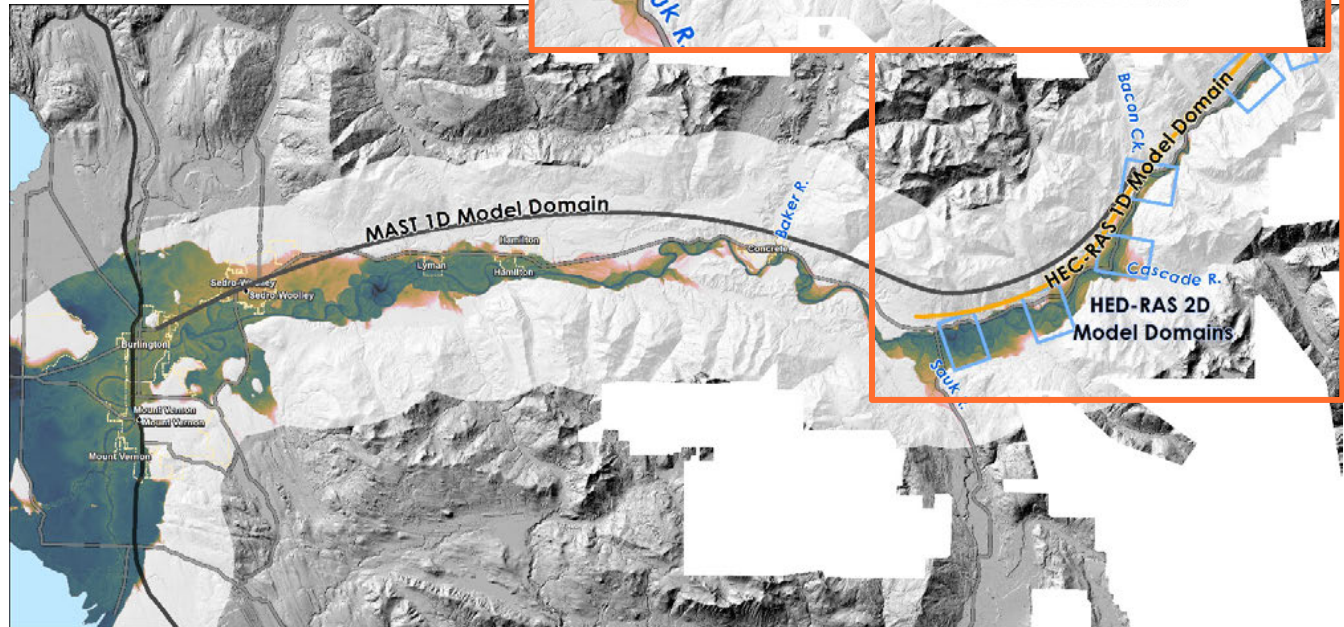 UK R.
Bacon Ck.
HEC-RAS 1D Model Domain
MAST 1D Model Domain
Baker R.
Hamilton
Concrete
Lyman
Hamilton
Cascade R.
Sedro-Woolley
Sedro Woolley
HED-RAS 2D
Model Domains
Burlington
Sauk R.
Mount Vernon
Mount Vernon
Mount Vernon